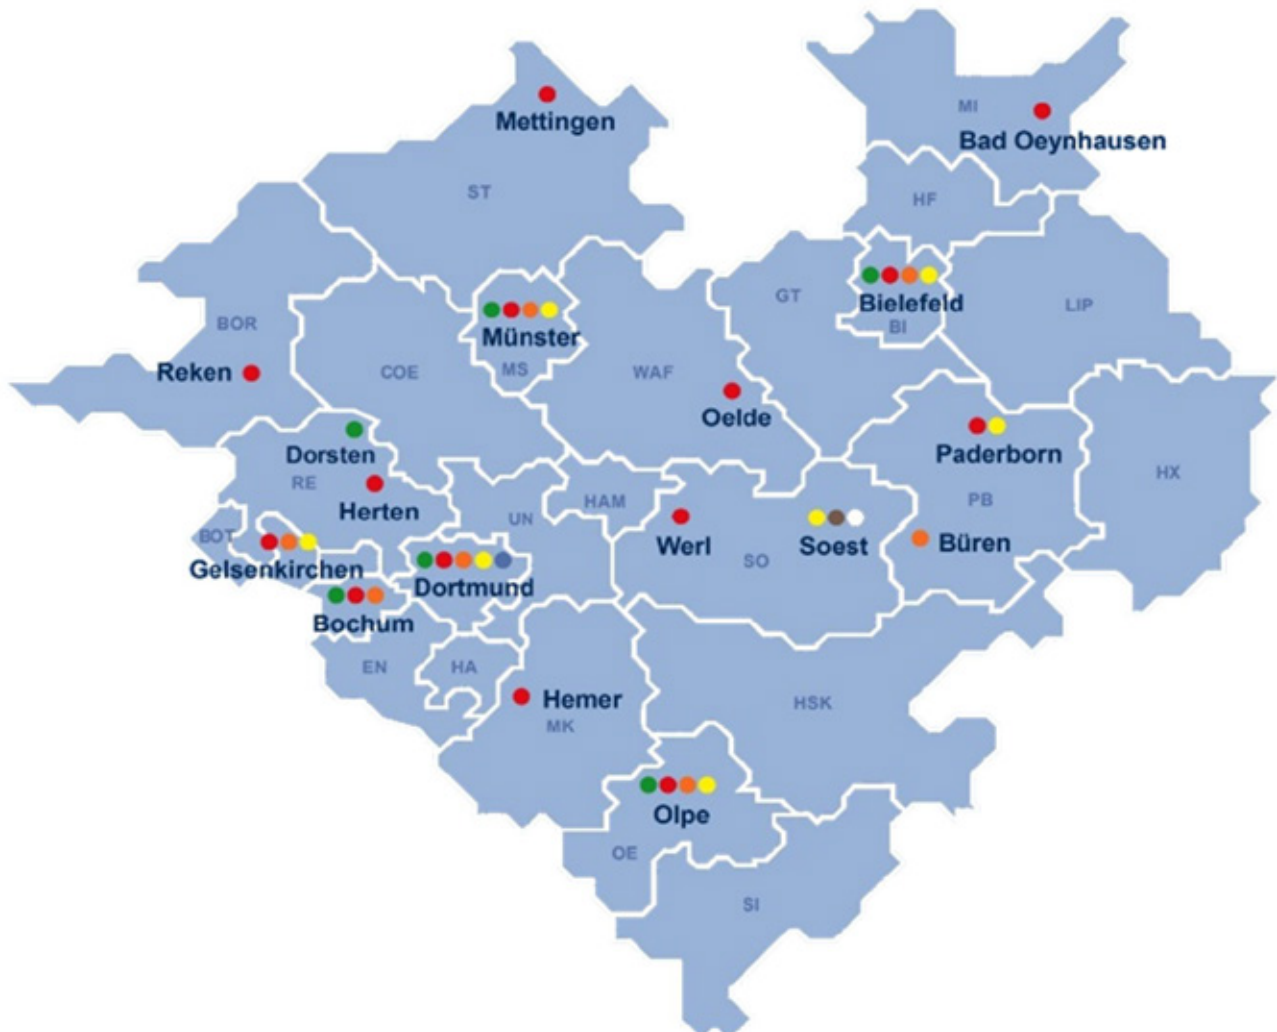 Mettingen
MI
Bad Oeynhausen
ST
HF
Bielefeld
GT
LIP
BI
BOR
Münster
Reken
COE
MS
WAF
Oelde
Dorsten
Paderborn
RE
HX
Herten
HAM
PB
UN
Werl
Soest
Büren
BOT
SO
Gelsenkirchen
Dortmund
Bochum
EN
HA
Hemer
HSK
MK
Olpe
OE
SI